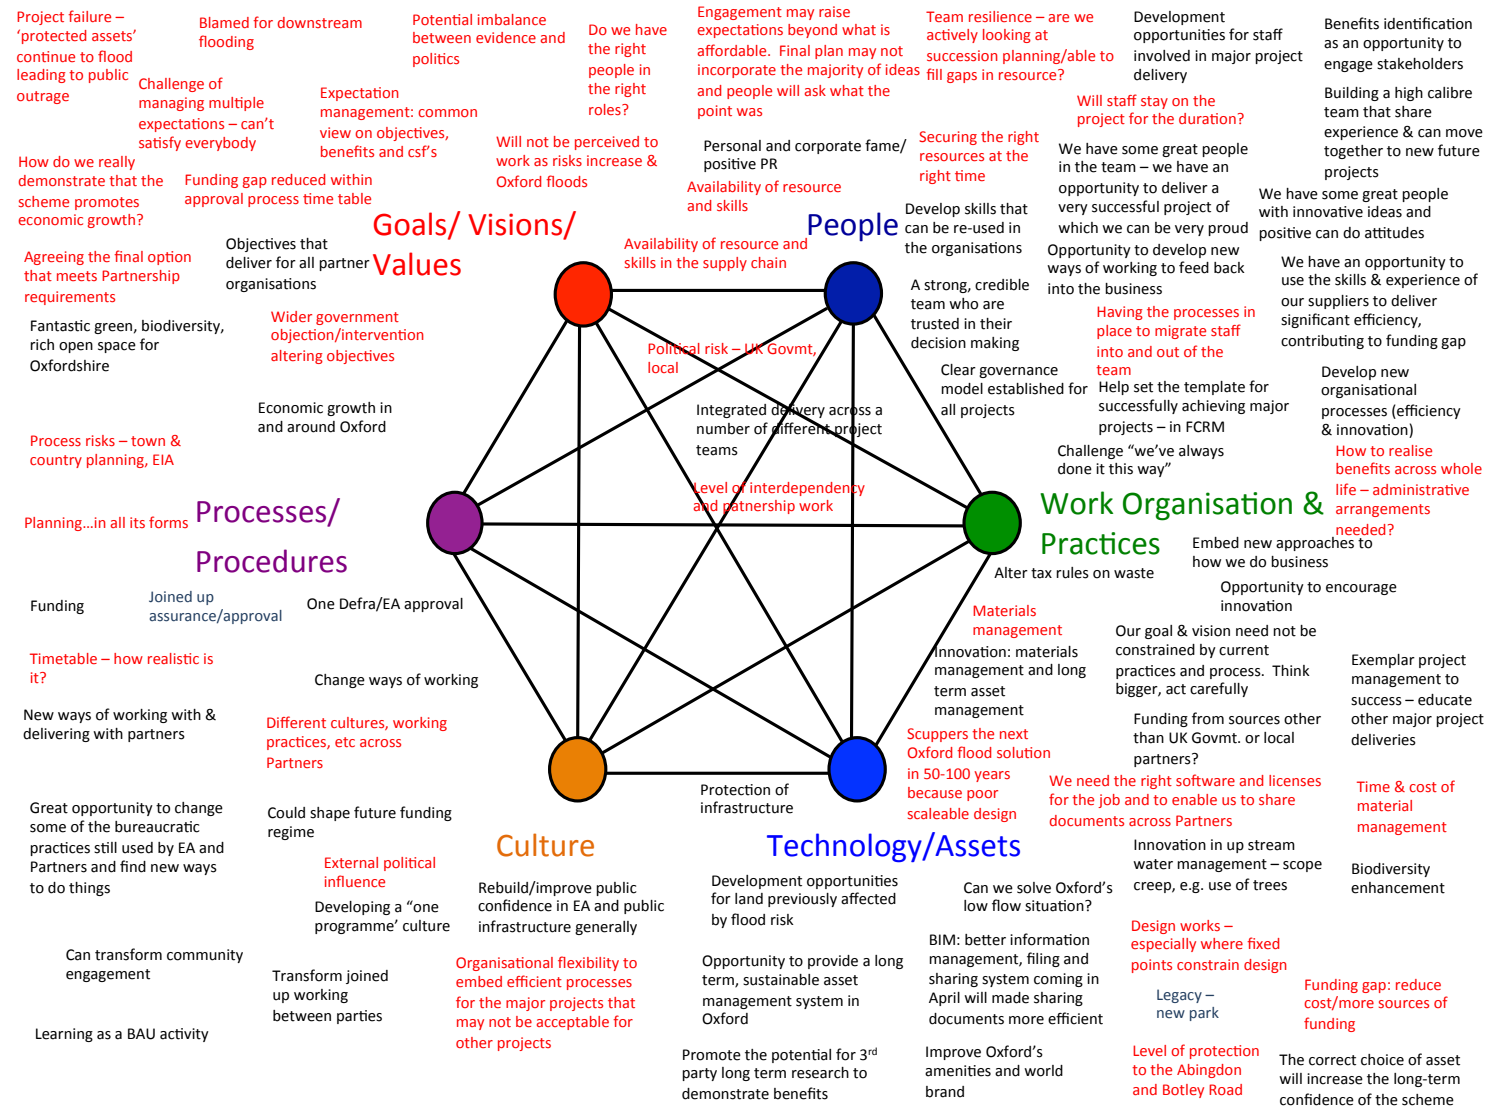 Project failure –
‘protected assets’
continue to flood
leading to public
outrage
Blamed for downstream
flooding
Potential imbalance
between evidence and
politics
Do we have
the right
people in
the right
roles?
Engagement may raise
expectations beyond what is
affordable.  Final plan may not
incorporate the majority of ideas
and people will ask what the
point was
Team resilience – are we
actively looking at
succession planning/able to
fill gaps in resource?
Development
opportunities for staff
involved in major project
delivery
Benefits identification
as an opportunity to
engage stakeholders
Challenge of
managing multiple
expectations – can’t
satisfy everybody
Expectation
management: common
view on objectives,
benefits and csf’s
Will not be perceived to
work as risks increase &
Oxford floods
Personal and corporate fame/
positive PR
Securing the right
resources at the
right time
Will staff stay on the
project for the duration?
Building a high calibre
team that share
experience & can move
together to new future
projects
How do we really
demonstrate that the
scheme promotes
economic growth?
Funding gap reduced within
approval process time table
Availability of resource
and skills
We have some great people
in the team – we have an
opportunity to deliver a
very successful project of
which we can be very proud
We have some great people
with innovative ideas and
positive can do attitudes
Goals/ Visions/
Values
People
Develop skills that
can be re-used in
the organisations
Agreeing the final option
that meets Partnership
requirements
Objectives that
deliver for all partner
organisations
Availability of resource and
skills in the supply chain
Opportunity to develop new
ways of working to feed back
into the business
We have an opportunity to
use the skills & experience of
our suppliers to deliver
significant efficiency,
contributing to funding gap
A strong, credible
team who are
trusted in their
decision making
Fantastic green, biodiversity,
rich open space for
Oxfordshire
Wider government
objection/intervention
altering objectives
Political risk – UK Govmt,
local
Having the processes in
place to migrate staff
into and out of the
team
Clear governance
model established for
all projects
Help set the template for
successfully achieving major
projects – in FCRM
Develop new
organisational
processes (efficiency
& innovation)
Economic growth in
and around Oxford
Integrated delivery across a
number of different project
teams
Process risks – town &
country planning, EIA
Challenge “we’ve always
done it this way”
How to realise
benefits across whole
life – administrative
arrangements
needed?
Level of interdependency
and patnership work
Planning…in all its forms
Processes/
Procedures
Work Organisation &
Practices
Embed new approaches to
how we do business
Alter tax rules on waste
Opportunity to encourage
innovation
Funding
Joined up
assurance/approval
One Defra/EA approval
Materials
management
Our goal & vision need not be
constrained by current
practices and process.  Think
bigger, act carefully
Timetable – how realistic is
it?
Change ways of working
Innovation: materials
management and long
term asset
management
Exemplar project
management to
success – educate
other major project
deliveries
New ways of working with &
delivering with partners
Different cultures, working
practices, etc across
Partners
Scuppers the next
Oxford flood solution
in 50-100 years
because poor
scaleable design
Funding from sources other
than UK Govmt. or local
partners?
Protection of
infrastructure
We need the right software and licenses
for the job and to enable us to share
documents across Partners
Time & cost of
material
management
Great opportunity to change
some of the bureaucratic
practices still used by EA and
Partners and find new ways
to do things
Could shape future funding
regime
Culture
Technology/Assets
Innovation in up stream
water management – scope
creep, e.g. use of trees
Biodiversity
enhancement
External political
influence
Developing a “one
programme’ culture
Rebuild/improve public
confidence in EA and public
infrastructure generally
Development opportunities
for land previously affected
by flood risk
Can we solve Oxford’s
low flow situation?
Design works –
especially where fixed
points constrain design
Can transform community
engagement
Transform joined
up working
between parties
Organisational flexibility to
embed efficient processes
for the major projects that
may not be acceptable for
other projects
Opportunity to provide a long
term, sustainable asset
management system in
Oxford
BIM: better information
management, filing and
sharing system coming in
April will made sharing
documents more efficient
Legacy –
new park
Funding gap: reduce
cost/more sources of
funding
Learning as a BAU activity
Promote the potential for 3rd
party long term research to
demonstrate benefits
Improve Oxford’s
amenities and world
brand
Level of protection
to the Abingdon
and Botley Road
The correct choice of asset
will increase the long-term
confidence of the scheme